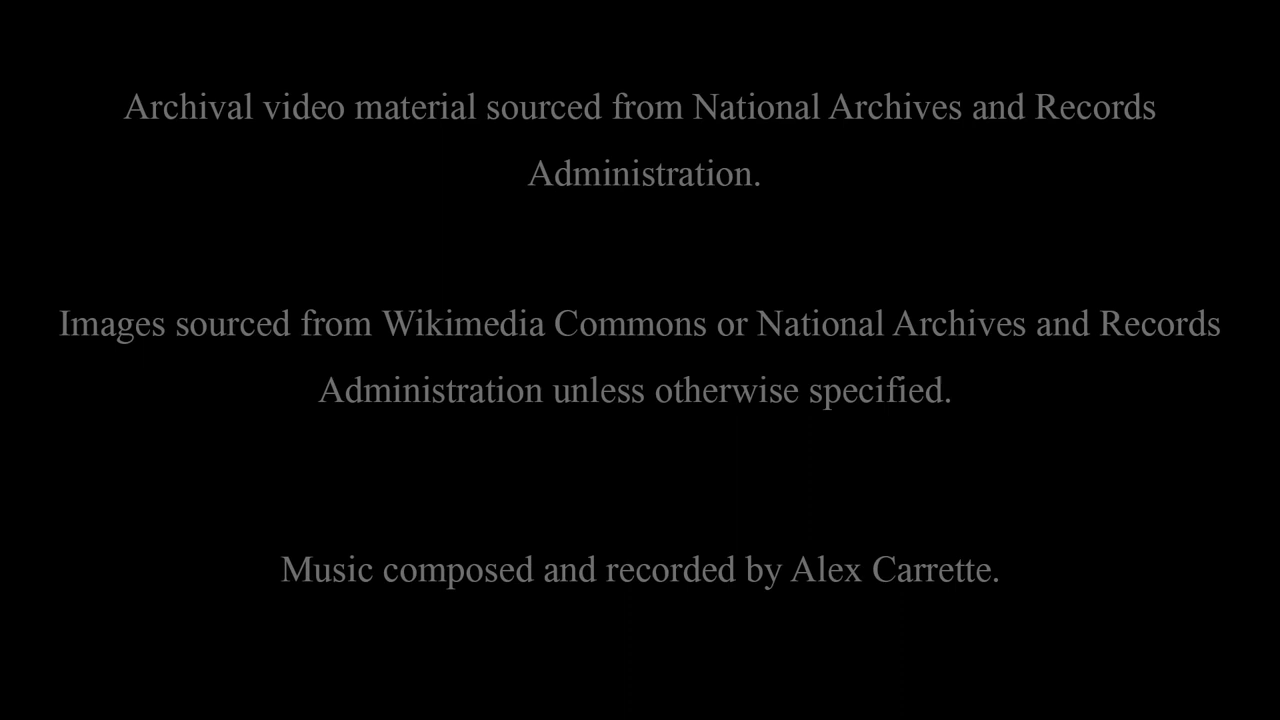 Archival video material sourced from National Archives and Records
Administration.
Images sourced from Wikimedia Commons or National Archives and Records
Administration unless otherwise specified.
Music composed and recorded by Alex Carrette.